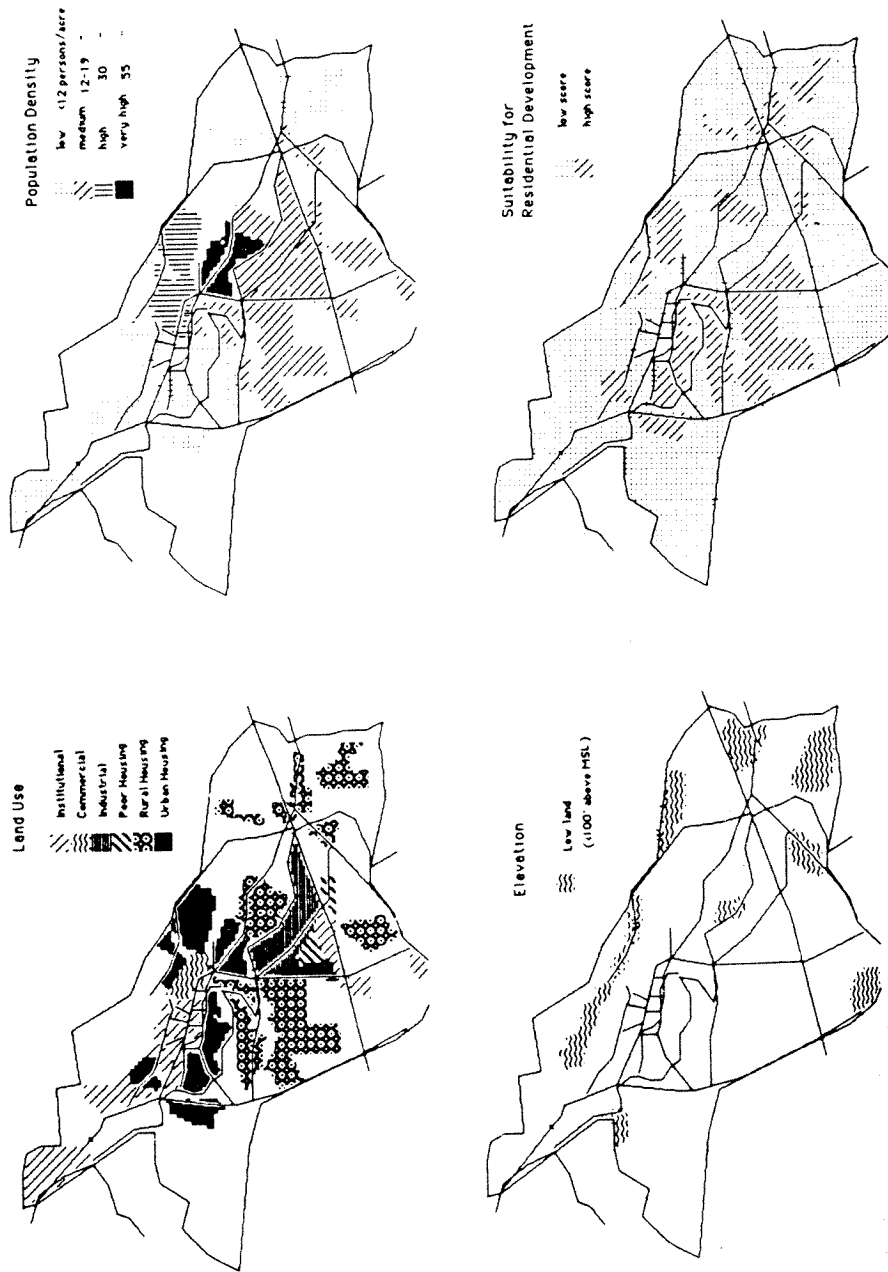 Land Use
Institutional
Commercial
Industrial
Poor Housing
Rural Housing
Urban Housing
Population Density
low <12 persons/acre
medium 12-19 -
high 30 -
very high 55 -
Elevation
Low land
(<100' above MSL)
Suitability for
Residential Development
low score
high score